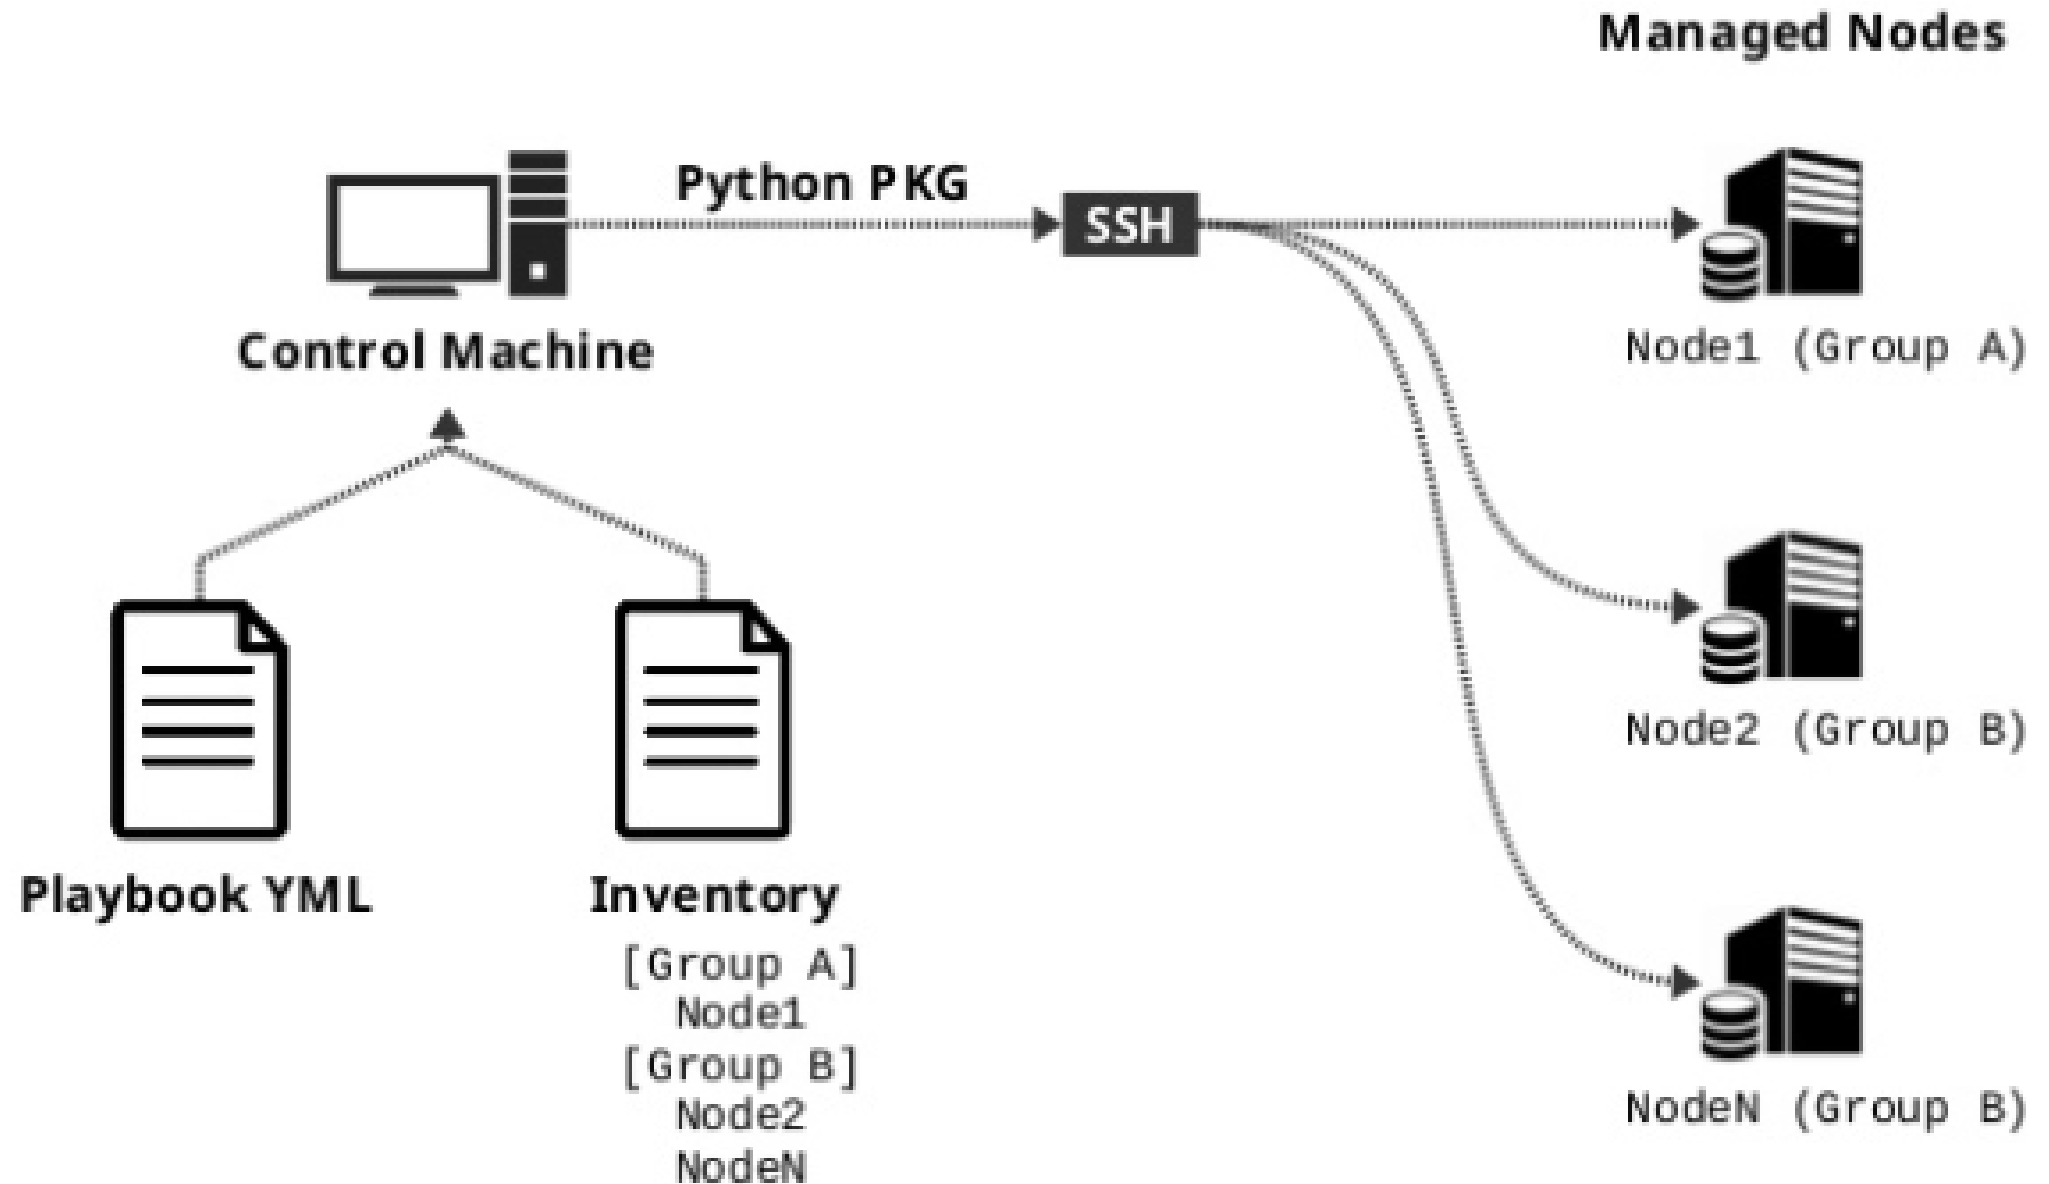 Managed Nodes
Python PKG
SSH
Control Machine
Node1 (Group A)
Node2 (Group B)
Playbook YML
Inventory
[Group A]
Node1
[Group B]
Node2
NodeN
NodeN (Group B)